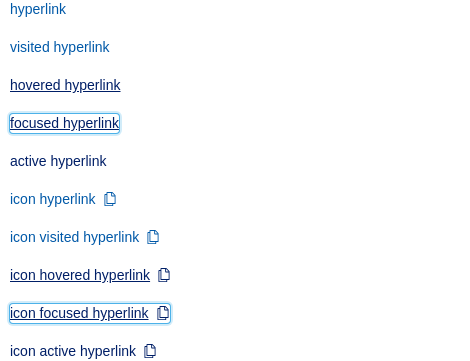 hyperlink
visited hyperlink
hovered hyperlink
focused hyperlink
active hyperlink
icon hyperlink
icon visited hyperlink
icon hovered hyperlink
icon focused hyperlink
icon active hyperlink